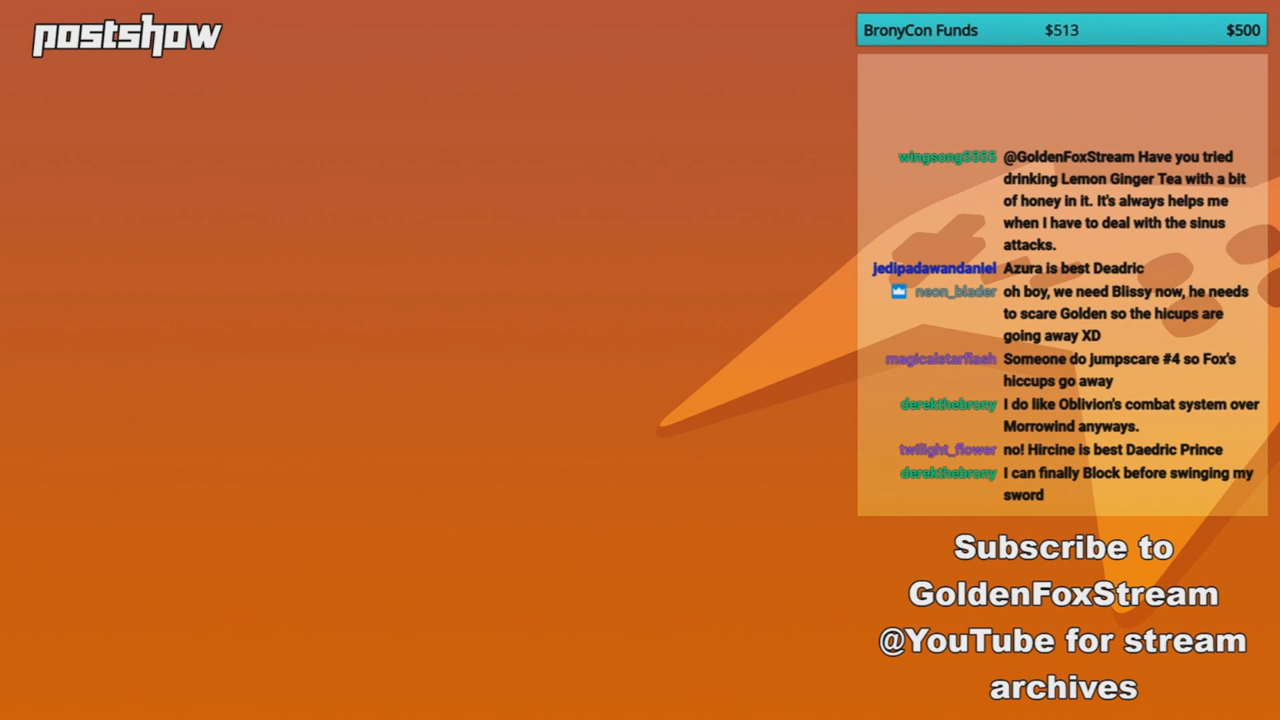 postshow
BronyCon Funds $513 $500
wingsong5555 @GoldenFoxStream Have you tried
drinking Lemon Ginger Tea with a bit
of honey in it. It's always helps me
when I have to deal with the sinus
attacks.
jedipadawandaniel Azura is best Deadric
neon_blader oh boy, we need Blissy now, he needs
to scare Golden so the hicups are
going away XD
magicalstarflash Someone do jumpscare #4 so Fox's
hiccups go away
derekthebrony I do like Oblivion's combat system over
Morrowind anyways.
twilight_flower no! Hircine is best Daedric Prince
derekthebrony I can finally Block before swinging my
sword
Subscribe to
GoldenFoxStream
@YouTube for stream
archives